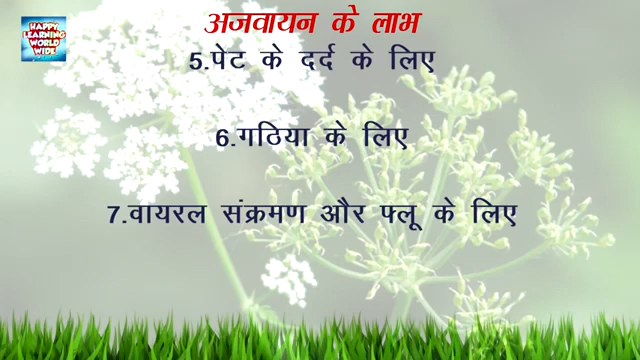 HAPPY
LEARNING
WORLD
WIDE
अजवायन के लाभ
5.पेट के दर्द के लिए
6.गठिया के लिए
7.वायरल संक्रमण और फ्लू के लिए